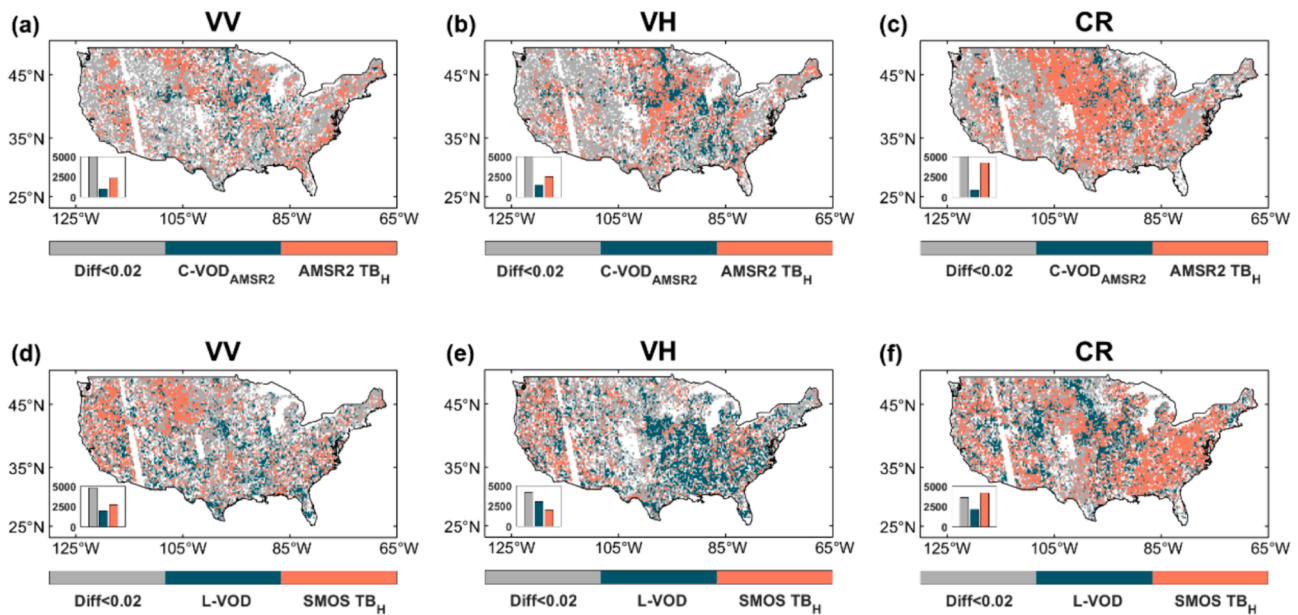 (a) VV
(b) VH
(c) CR
45°N
35°N
25°N
5000
2500
0
125°W 105°W 85°W 65°W
45°N
35°N
25°N
5000
2500
0
125°W 105°W 85°W 65°W
45°N
35°N
25°N
5000
2500
0
125°W 105°W 85°W 65°W
Diff<0.02 C-VOD_AMSR2 AMSR2 TB_H
Diff<0.02 C-VOD_AMSR2 AMSR2 TB_H
Diff<0.02 C-VOD_AMSR2 AMSR2 TB_H
(d) VV
(e) VH
(f) CR
45°N
35°N
25°N
5000
2500
0
125°W 105°W 85°W 65°W
45°N
35°N
25°N
5000
2500
0
125°W 105°W 85°W 65°W
45°N
35°N
25°N
5000
2500
0
125°W 105°W 85°W 65°W
Diff<0.02 L-VOD SMOS TB_H
Diff<0.02 L-VOD SMOS TB_H
Diff<0.02 L-VOD SMOS TB_H